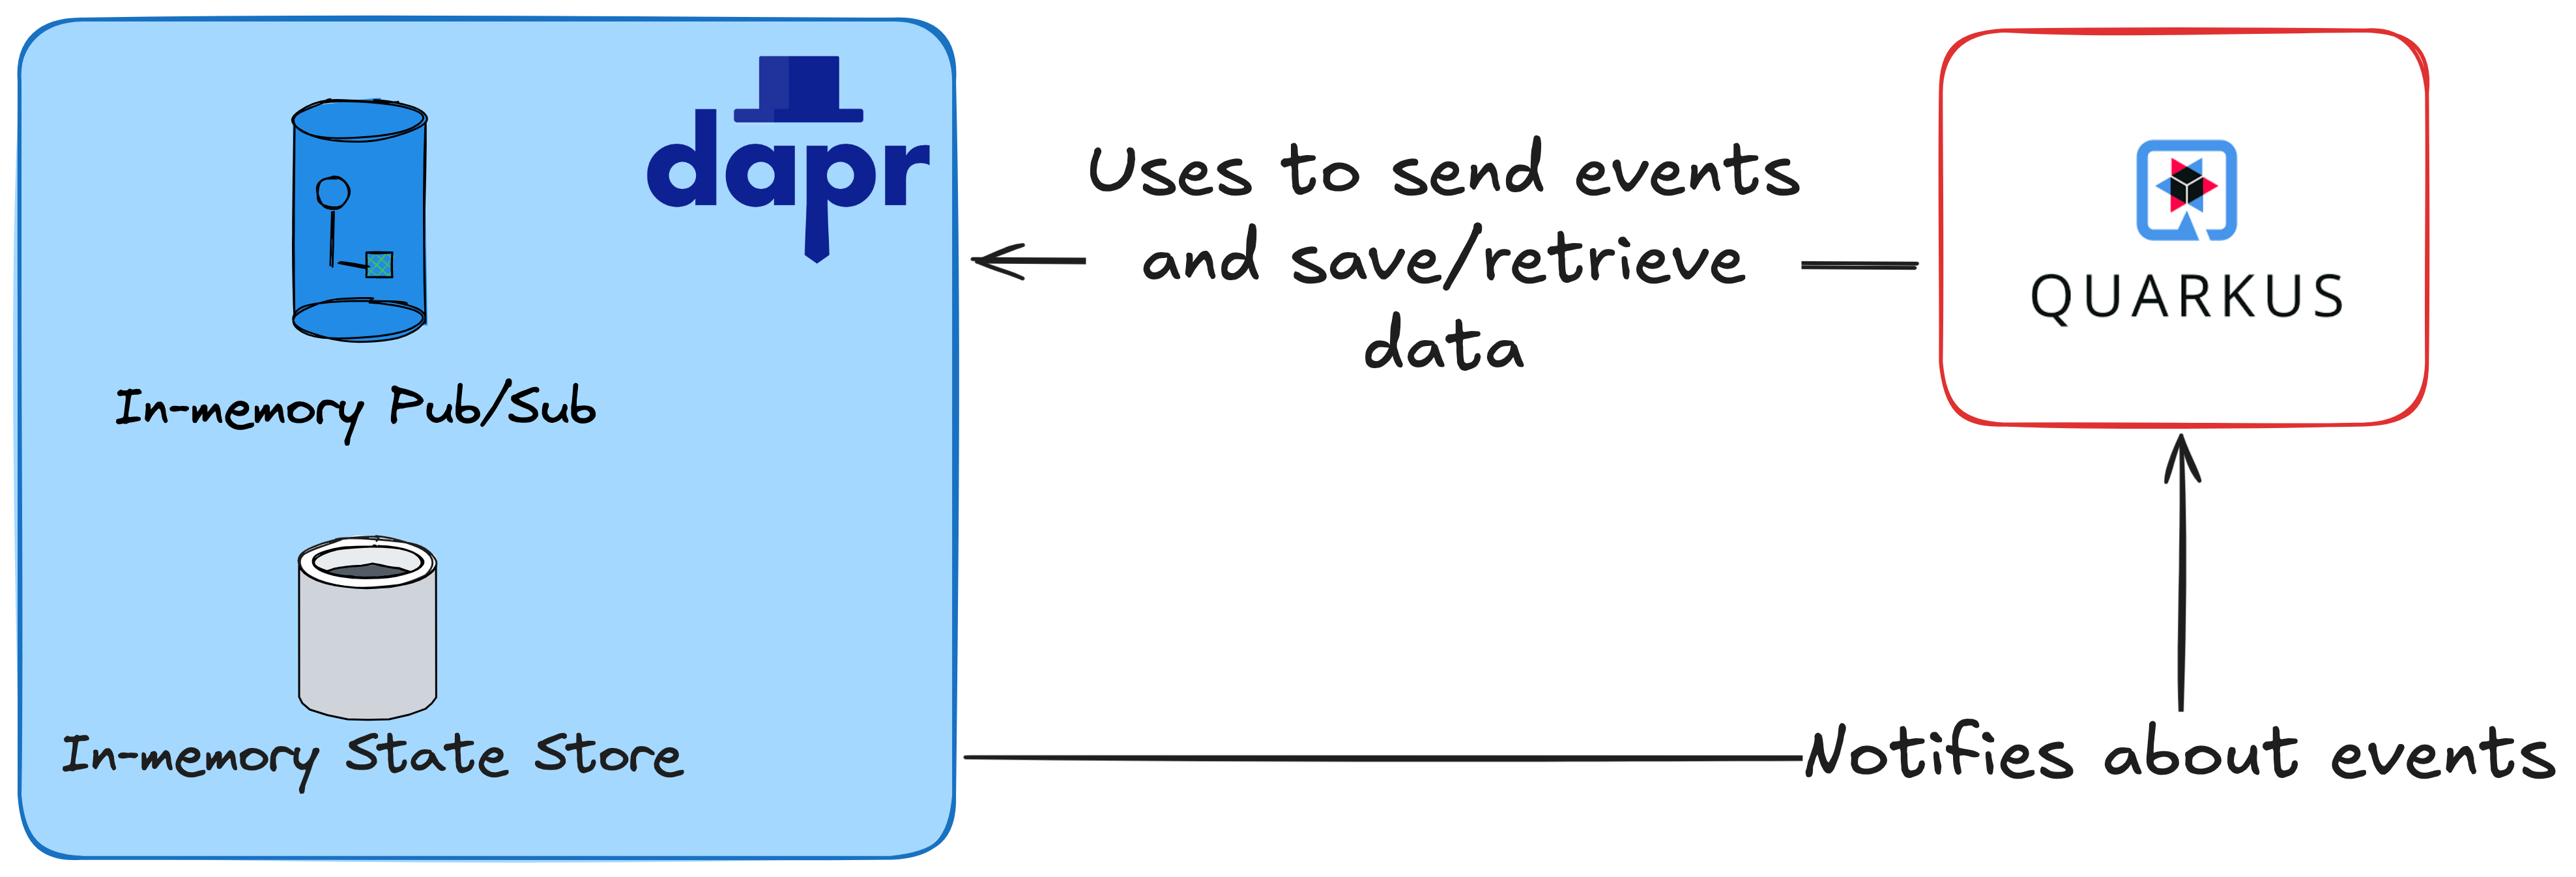 dapr
In-memory Pub/Sub
In-memory State Store
Uses to send events
and save/retrieve
data
QUARKUS
Notifies about events